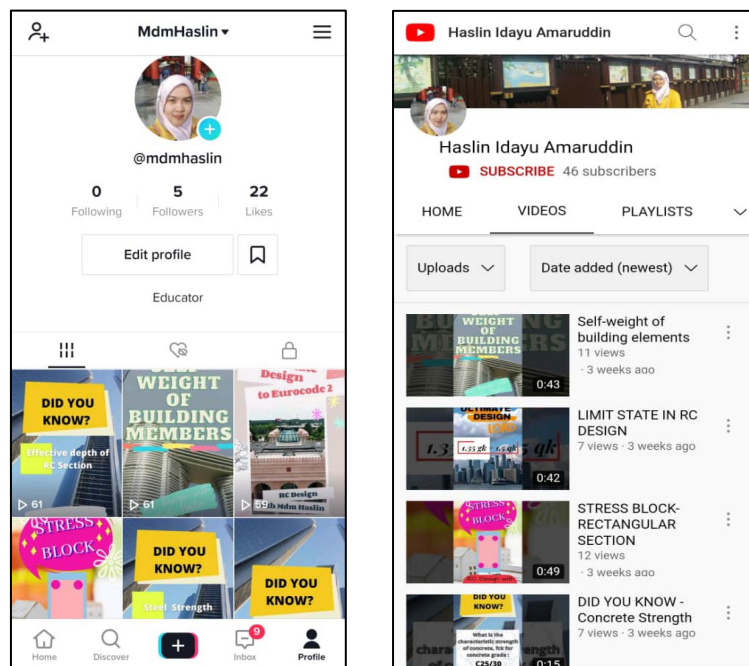 MdmHaslin
@mdmhaslin
0 5 22
Following Followers Likes
Edit profile
Educator
DID YOU
KNOW?
Effective depth of
RC Section
61
WEIGHT
OF
BUILDING
MEMBERS
61
Design
to Eurocode 2
RC Design
with Mdm Haslin
59
STRESS
BLOCK
DID YOU
KNOW?
Steel Strength
DID YOU
KNOW?
9
Home Discover Inbox Profile
Haslin Idayu Amaruddin
Haslin Idayu Amaruddin
SUBSCRIBE 46 subscribers
HOME VIDEOS PLAYLISTS
Uploads Date added (newest)
WEIGHT
OF
BUILDING
MEMBERS
0:43
Self-weight of
building elements
11 views
· 3 weeks ago
ULTIMATE
DESIGN
LOAD
1.35 gk + 1.5 qk
0:42
LIMIT STATE IN RC
DESIGN
7 views · 3 weeks ago
STRESS
BLOCK
0:49
STRESS BLOCK-
RECTANGULAR
SECTION
12 views
· 3 weeks ago
DID YOU
KNOW?
What is the
characteristic strength
of concrete, fck for
concrete grade :
C25/30
0:15
DID YOU KNOW -
Concrete Strength
7 views · 3 weeks ago